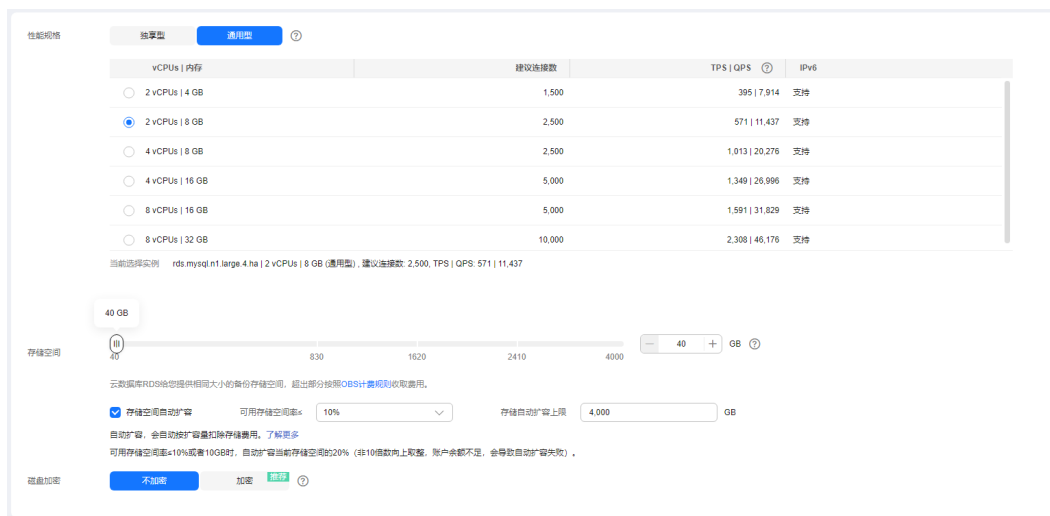 性能规格 独享型 通用型 ?
vCPUs | 内存 建议连接数 TPS | QPS ? IPv6
2 vCPUs | 4 GB 1,500 395 | 7,914 支持
2 vCPUs | 8 GB 2,500 571 | 11,437 支持
4 vCPUs | 8 GB 2,500 1,013 | 20,276 支持
4 vCPUs | 16 GB 5,000 1,349 | 26,996 支持
8 vCPUs | 16 GB 5,000 1,591 | 31,829 支持
8 vCPUs | 32 GB 10,000 2,308 | 46,176 支持
当前选择实例 rds.mysql.n1.large.4.ha | 2 vCPUs | 8 GB (通用型) , 建议连接数: 2,500, TPS | QPS: 571 | 11,437
40 GB
存储空间 40 830 1620 2410 4000 40 GB ?
云数据库RDS给您提供相同大小的备份存储空间，超出部分按照OBS计费规则收取费用。
存储空间自动扩容 可用存储空间率≤ 10% 存储自动扩容上限 4,000 GB
自动扩容，会自动按扩容量扣除存储费用。了解更多
可用存储空间率≤10%或者10GB时，自动扩容当前存储空间的20%（非10倍数向上取整，账户余额不足，会导致自动扩容失败）。
磁盘加密 不加密 加密 推荐 ?